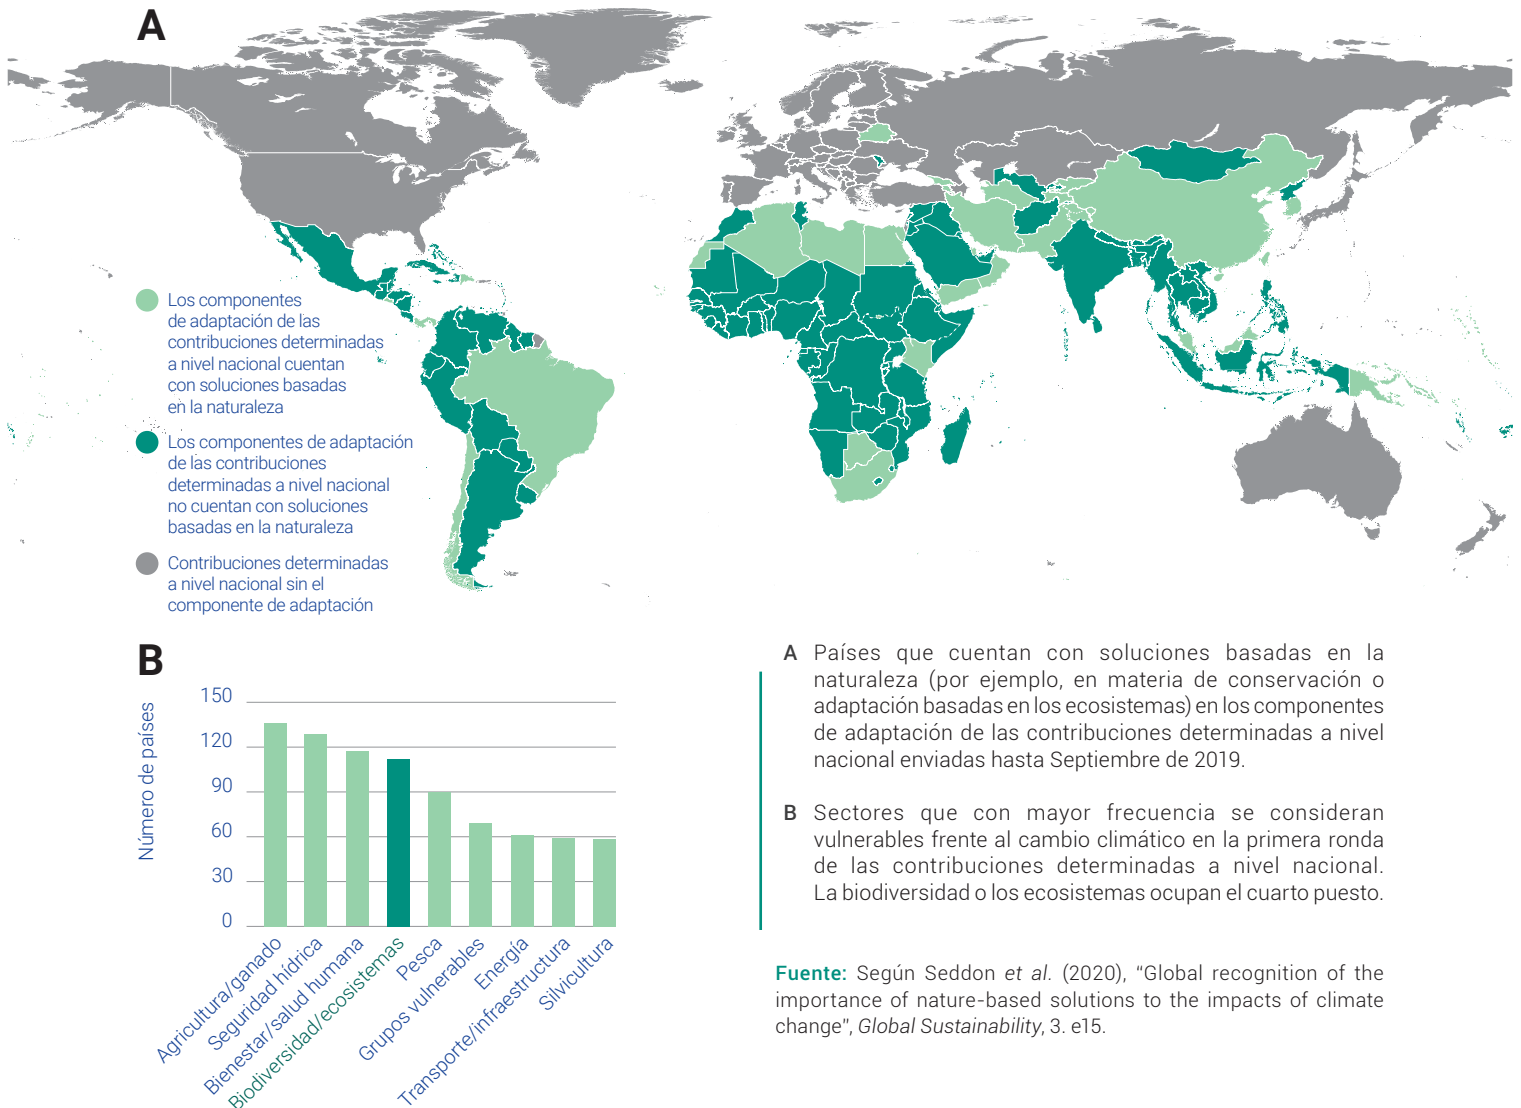 A
Los componentes
de adaptación de las
contribuciones determinadas
a nivel nacional cuentan
con soluciones basadas
en la naturaleza
Los componentes de adaptación
de las contribuciones
determinadas a nivel nacional
no cuentan con soluciones
basadas en la naturaleza
Contribuciones determinadas
a nivel nacional sin el
componente de adaptación
B
Número de países
150
120
90
60
30
0
Agricultura/ganado
Seguridad hídrica
Bienestar/salud humana
Biodiversidad/ecosistemas
Pesca
Grupos vulnerables
Energía
Transporte/infraestructura
Silvicultura
A Países que cuentan con soluciones basadas en la
naturaleza (por ejemplo, en materia de conservación o
adaptación basadas en los ecosistemas) en los componentes
de adaptación de las contribuciones determinadas a nivel
nacional enviadas hasta Septiembre de 2019.
B Sectores que con mayor frecuencia se consideran
vulnerables frente al cambio climático en la primera ronda
de las contribuciones determinadas a nivel nacional.
La biodiversidad o los ecosistemas ocupan el cuarto puesto.
Fuente: Según Seddon et al. (2020), “Global recognition of the
importance of nature-based solutions to the impacts of climate
change”, Global Sustainability, 3. e15.